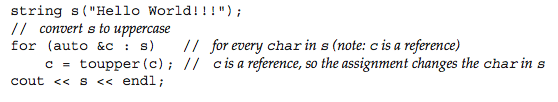 string s("Hello World!!!");
// convert s to uppercase
for (auto &c : s)    // for every char in s (note: c is a reference)
    c = toupper(c); // c is a reference, so the assignment changes the char in s
cout << s << endl;